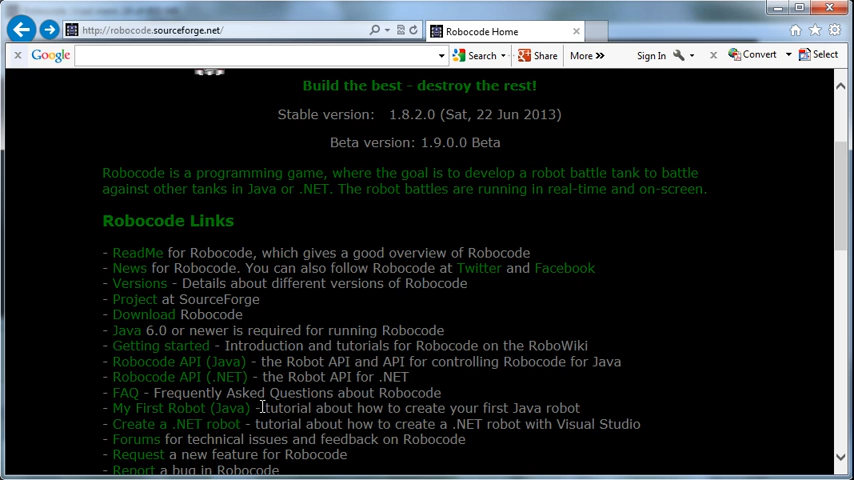 http://robocode.sourceforge.net/
Robocode Home
Google
Search
Share
More »
Sign In
Convert
Select
Build the best - destroy the rest!
Stable version: 1.8.2.0 (Sat, 22 Jun 2013)
Beta version: 1.9.0.0 Beta
Robocode is a programming game, where the goal is to develop a robot battle tank to battle
against other tanks in Java or .NET. The robot battles are running in real-time and on-screen.
Robocode Links
- ReadMe for Robocode, which gives a good overview of Robocode
- News for Robocode. You can also follow Robocode at Twitter and Facebook
- Versions - Details about different versions of Robocode
- Project at SourceForge
- Download Robocode
- Java 6.0 or newer is required for running Robocode
- Getting started - Introduction and tutorials for Robocode on the RoboWiki
- Robocode API (Java) - the Robot API and API for controlling Robocode for Java
- Robocode API (.NET) - the Robot API for .NET
- FAQ - Frequently Asked Questions about Robocode
- My First Robot (Java) - tutorial about how to create your first Java robot
- Create a .NET robot - tutorial about how to create a .NET robot with Visual Studio
- Forums for technical issues and feedback on Robocode
- Request a new feature for Robocode
- Report a bug in Robocode